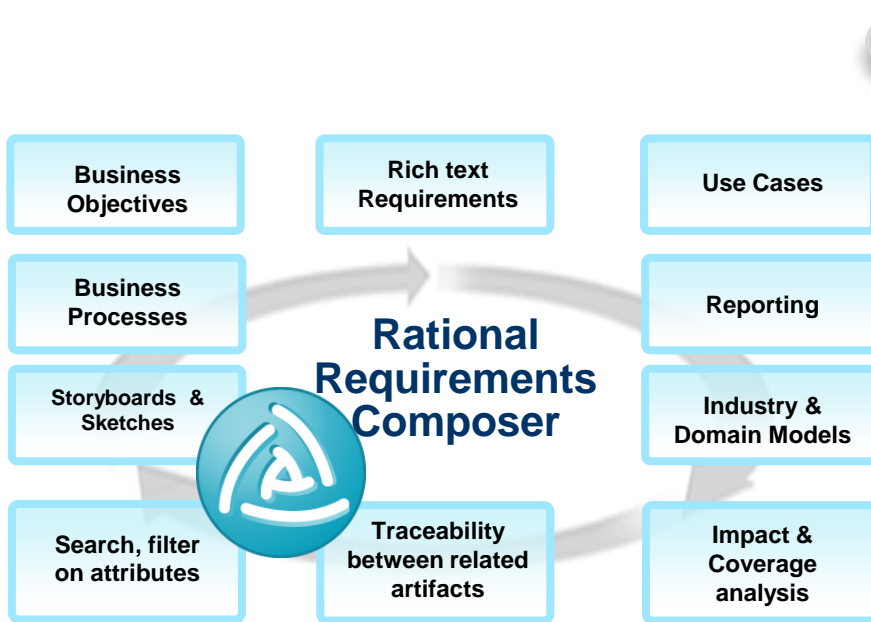 Business
Objectives
Rich text
Requirements
Use Cases
Business
Processes
Reporting
Rational
Requirements
Composer
Storyboards & 
Sketches
Industry &
Domain Models
Search, filter
on attributes
Traceability
between related
artifacts
Impact &
Coverage
analysis